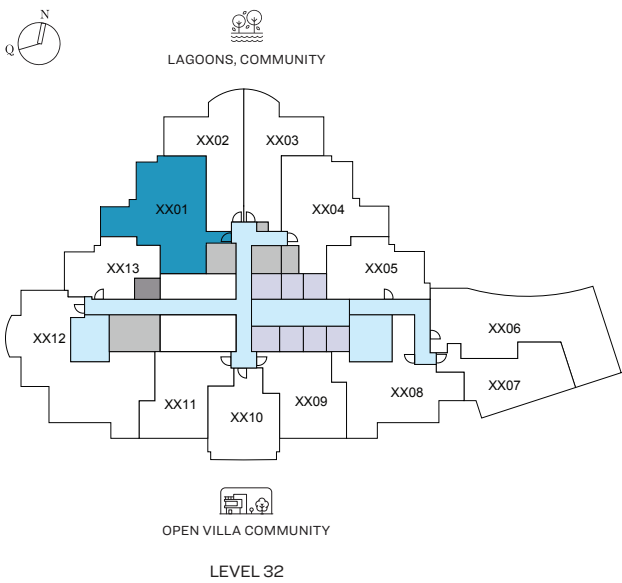 N
Q
LAGOONS, COMMUNITY
XX02
XX03
XX01
XX04
XX13
XX05
XX12
XX06
XX11
XX10
XX09
XX08
XX07
OPEN VILLA COMMUNITY
LEVEL 32